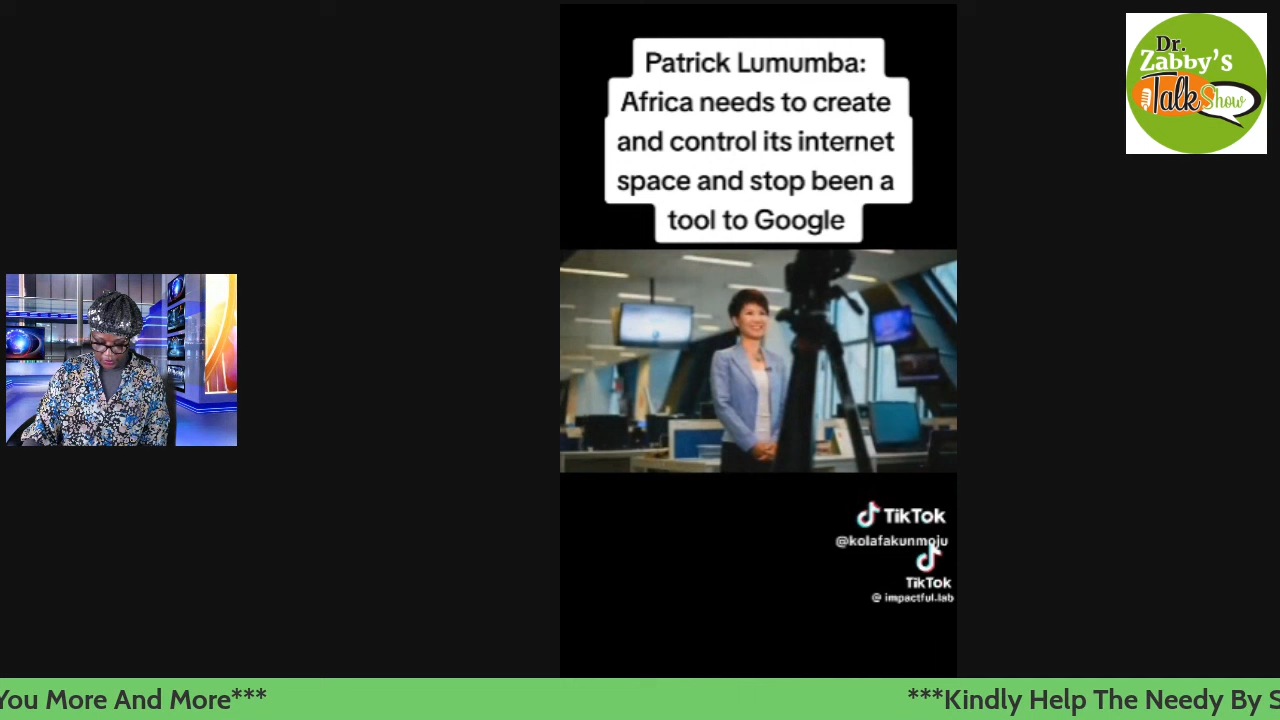 Patrick Lumumba:
Africa needs to create
and control its internet
space and stop been a
tool to Google
Dr.
Zabby's
Talk Show
TikTok
@kolafakunmoju
TikTok
@ impactful.lab
You More And More***
***Kindly Help The Needy By S